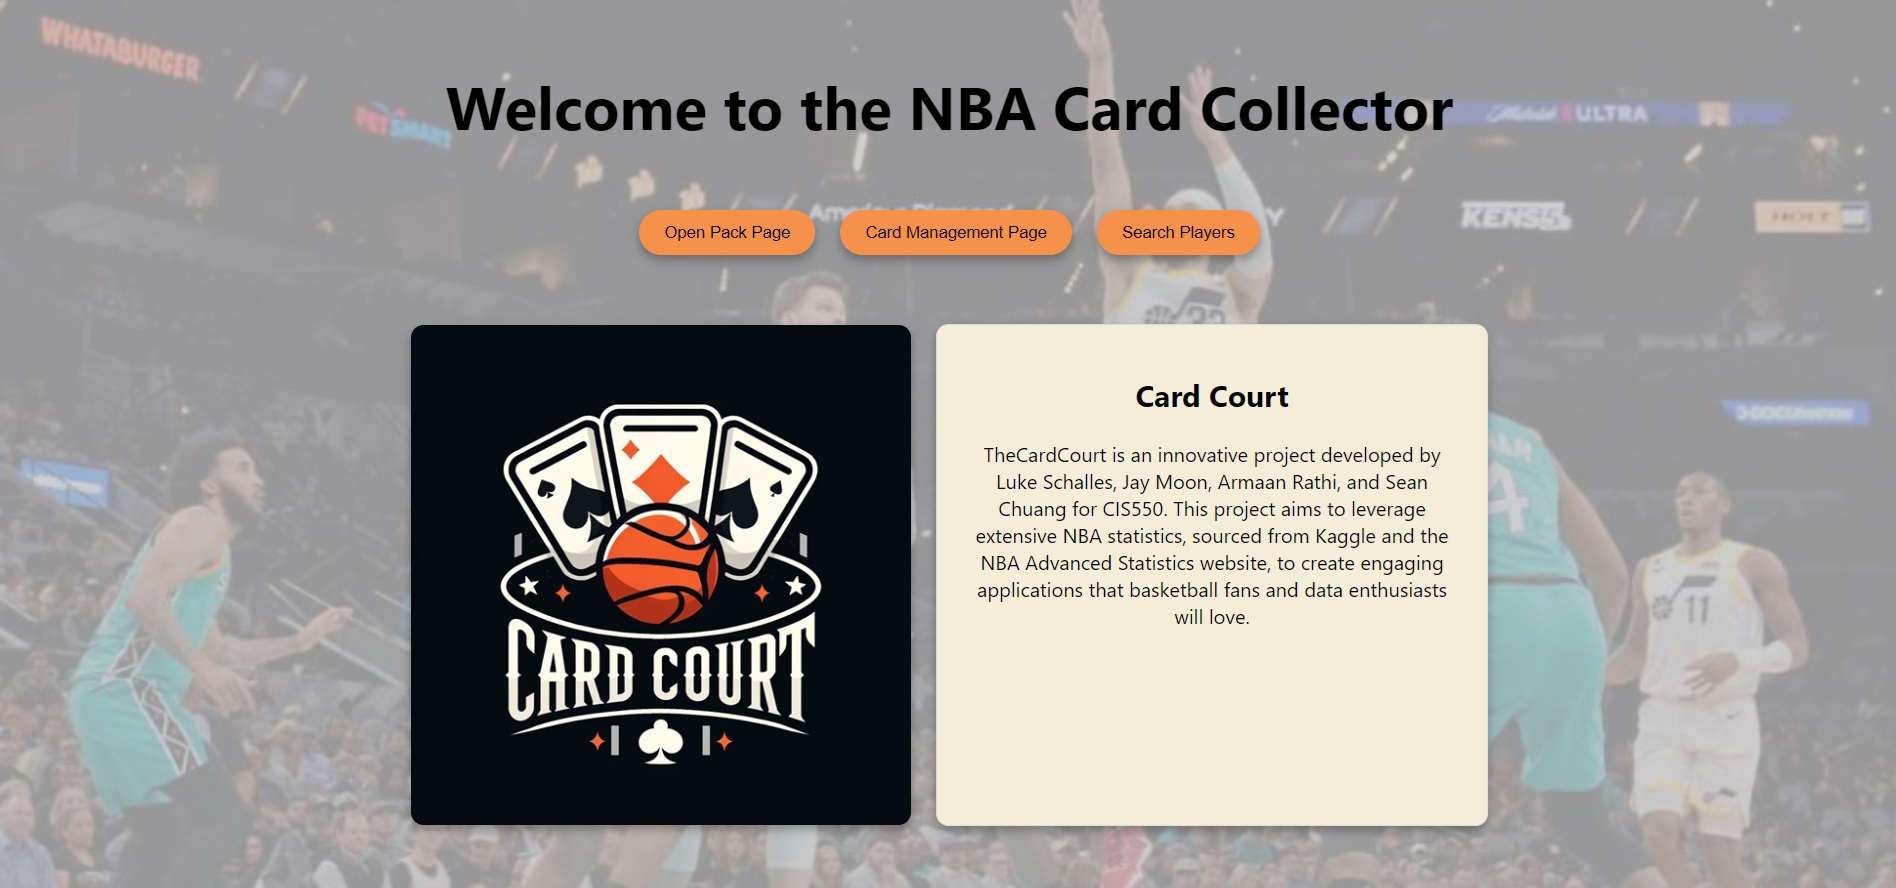 WHATABURGER
PETSMART
Welcome to the NBA Card Collector
ULTRA
Open Pack Page
Card Management Page
Search Players
KENS5
HOLT
32
Card Court
TheCardCourt is an innovative project developed by
Luke Schalles, Jay Moon, Armaan Rathi, and Sean
Chuang for CIS550. This project aims to leverage
extensive NBA statistics, sourced from Kaggle and the
NBA Advanced Statistics website, to create engaging
applications that basketball fans and data enthusiasts
will love.
CARD COURT
11